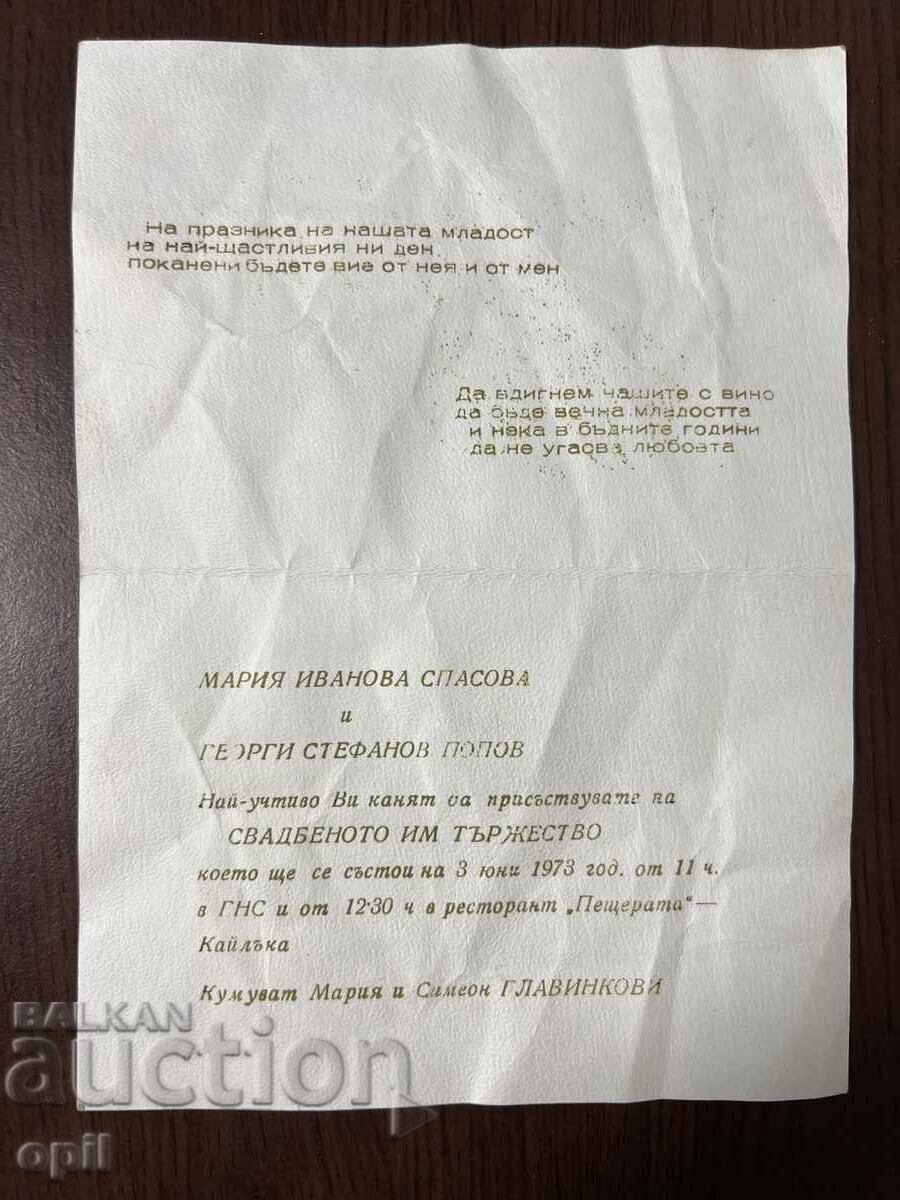 На празника на нашата младост
на най-щастливия ни ден
поканени бъдете вие от нея и от мен
Да вдигнем чашите с вино
да бъде вечна младостта
и нека в бъдните години
да не угасва любовта
МАРИЯ ИВАНОВА СПАСОВА
и
ГЕОРГИ СТЕФАНОВ ПОПОВ
Най-учтиво Ви канят да присъствувате на
СВАДБЕНОТО ИМ ТЪРЖЕСТВО
което ще се състои на 3 юни 1973 год. от 11 ч.
в ГНС и от 12·30 ч в ресторант „Пещерата“ —
Кайлъка
Кумуват Мария и Симеон ГЛАВИНКОВИ
BALKAN
auction
opil